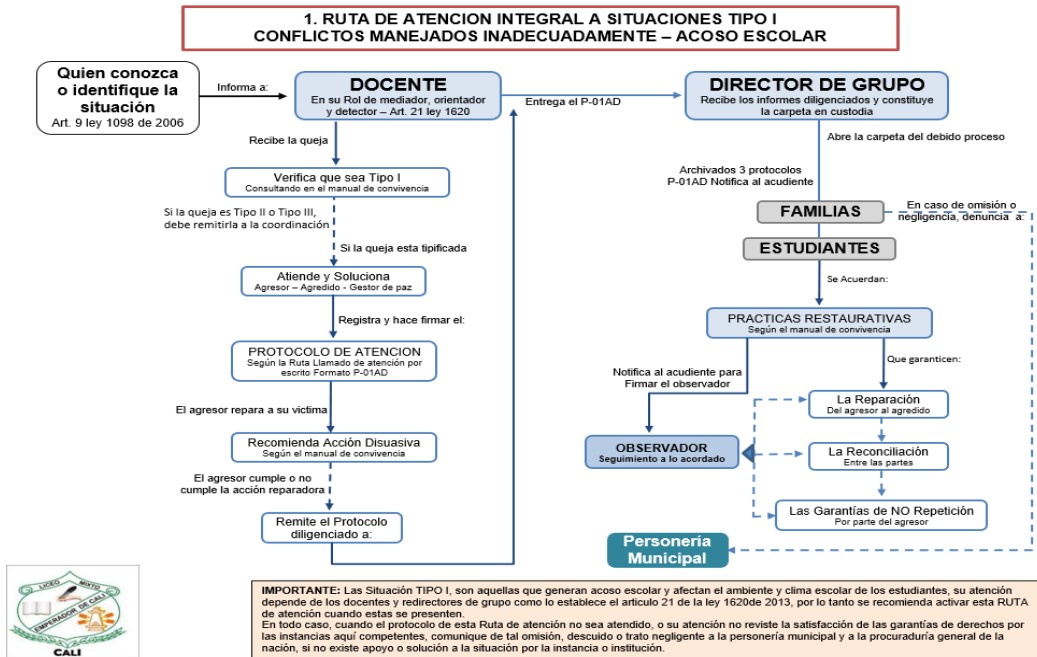 1. RUTA DE ATENCION INTEGRAL A SITUACIONES TIPO I
CONFLICTOS MANEJADOS INADECUADAMENTE – ACOSO ESCOLAR
Quien conozca
o identifique la
situación
Art. 9 ley 1098 de 2006
Informa a:
DOCENTE
En su Rol de mediador, orientador
y detector – Art. 21 ley 1620
Entrega el P-01AD
DIRECTOR DE GRUPO
Recibe los informes diligenciados y constituye
la carpeta en custodia
Recibe la queja
Verifica que sea Tipo I
Consultando en el manual de convivencia
Si la queja es Tipo II o Tipo III,
debe remitirla a la coordinación
Si la queja esta tipificada
Atiende y Soluciona
Agresor – Agredido - Gestor de paz
Registra y hace firmar el:
PROTOCOLO DE ATENCION
Según la Ruta Llamado de atención por
escrito Formato P-01AD
El agresor repara a su victima
Recomienda Acción Disuasiva
Según el manual de convivencia
El agresor cumple o no
cumple la acción reparadora
Remite el Protocolo
diligenciado a:
Abre la carpeta del debido proceso
Archivados 3 protocolos
P-01AD Notifica al acudiente
FAMILIAS
En caso de omisión o
negligencia, denuncia a:
ESTUDIANTES
Se Acuerdan:
PRACTICAS RESTAURATIVAS
Según el manual de convivencia
Notifica al acudiente para
Firmar el observador
Que garanticen:
La Reparación
Del agresor al agredido
OBSERVADOR
Seguimiento a lo acordado
La Reconciliación
Entre las partes
Las Garantías de NO Repetición
Por parte del agresor
Personería
Municipal
LICEO MIXTO
EMPERADOR DE CALI
CALI
IMPORTANTE: Las Situación TIPO I, son aquellas que generan acoso escolar y afectan el ambiente y clima escolar de los estudiantes, su atención
depende de los docentes y redirectores de grupo como lo establece el articulo 21 de la ley 1620de 2013, por lo tanto se recomienda activar esta RUTA
de atención cuando estas se presenten.
En todo caso, cuando el protocolo de esta Ruta de atención no sea atendido, o su atención no reviste la satisfacción de las garantías de derechos por
las instancias aquí competentes, comunique de tal omisión, descuido o trato negligente a la personería municipal y a la procuraduría general de la
nación, si no existe apoyo o solución a la situación por la instancia o institución.